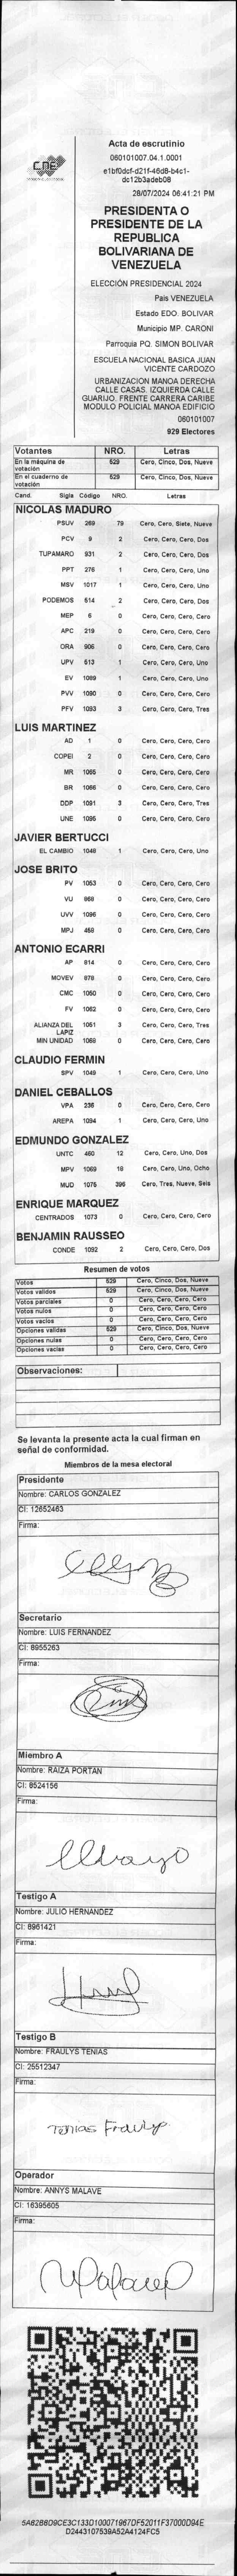 CNE
Acta de escrutinio
060101007.04.1.0001
e1bf0dcf-d21f-46d8-b4c1-
dc12b3adeb08
28/07/2024 06:41:21 PM
PRESIDENTA O
PRESIDENTE DE LA
REPUBLICA
BOLIVARIANA DE
VENEZUELA
ELECCIÓN PRESIDENCIAL 2024
País VENEZUELA
Estado EDO. BOLIVAR
Municipio MP. CARONI
Parroquia PQ. SIMON BOLIVAR
ESCUELA NACIONAL BASICA JUAN
VICENTE CARDOZO
URBANIZACION MANOA DERECHA
CALLE CASAS. IZQUIERDA CALLE
GUARIJO. FRENTE CARRERA CARIBE
MODULO POLICIAL MANOA EDIFICIO
060101007
929 Electores
Votantes NRO. Letras
En la máquina de votación 529 Cero, Cinco, Dos, Nueve
En el cuaderno de votación 529 Cero, Cinco, Dos, Nueve
Cand. Sigla Código NRO. Letras
NICOLAS MADURO
PSUV 269 79 Cero, Cero, Siete, Nueve
PCV 9 2 Cero, Cero, Cero, Dos
TUPAMARO 931 2 Cero, Cero, Cero, Dos
PPT 276 1 Cero, Cero, Cero, Uno
MSV 1017 1 Cero, Cero, Cero, Uno
PODEMOS 514 2 Cero, Cero, Cero, Dos
MEP 6 0 Cero, Cero, Cero, Cero
APC 219 0 Cero, Cero, Cero, Cero
ORA 906 0 Cero, Cero, Cero, Cero
UPV 513 1 Cero, Cero, Cero, Uno
EV 1089 1 Cero, Cero, Cero, Uno
PVV 1090 0 Cero, Cero, Cero, Cero
PFV 1093 3 Cero, Cero, Cero, Tres
LUIS MARTINEZ
AD 1 0 Cero, Cero, Cero, Cero
COPEI 2 0 Cero, Cero, Cero, Cero
MR 1065 0 Cero, Cero, Cero, Cero
BR 1066 0 Cero, Cero, Cero, Cero
DDP 1091 3 Cero, Cero, Cero, Tres
UNE 1095 0 Cero, Cero, Cero, Cero
JAVIER BERTUCCI
EL CAMBIO 1048 1 Cero, Cero, Cero, Uno
JOSE BRITO
PV 1053 0 Cero, Cero, Cero, Cero
VU 868 0 Cero, Cero, Cero, Cero
UVV 1096 0 Cero, Cero, Cero, Cero
MPJ 458 0 Cero, Cero, Cero, Cero
ANTONIO ECARRI
AP 814 0 Cero, Cero, Cero, Cero
MOVEV 878 0 Cero, Cero, Cero, Cero
CMC 1050 0 Cero, Cero, Cero, Cero
FV 1062 0 Cero, Cero, Cero, Cero
ALIANZA DEL LAPIZ 1051 3 Cero, Cero, Cero, Tres
MIN UNIDAD 1068 0 Cero, Cero, Cero, Cero
CLAUDIO FERMIN
SPV 1049 1 Cero, Cero, Cero, Uno
DANIEL CEBALLOS
VPA 236 0 Cero, Cero, Cero, Cero
AREPA 1094 1 Cero, Cero, Cero, Uno
EDMUNDO GONZALEZ
UNTC 460 12 Cero, Cero, Uno, Dos
MPV 1069 18 Cero, Cero, Uno, Ocho
MUD 1076 396 Cero, Tres, Nueve, Seis
ENRIQUE MARQUEZ
CENTRADOS 1073 0 Cero, Cero, Cero, Cero
BENJAMIN RAUSSEO
CONDE 1092 2 Cero, Cero, Cero, Dos
Resumen de votos
Votos 529 Cero, Cinco, Dos, Nueve
Votos validos 529 Cero, Cinco, Dos, Nueve
Votos parciales 0 Cero, Cero, Cero, Cero
Votos nulos 0 Cero, Cero, Cero, Cero
Votos vacios 0 Cero, Cero, Cero, Cero
Opciones validas 529 Cero, Cinco, Dos, Nueve
Opciones nulas 0 Cero, Cero, Cero, Cero
Opciones vacias 0 Cero, Cero, Cero, Cero
Observaciones:
Se levanta la presente acta la cual firman en
señal de conformidad.
Miembros de la mesa electoral
Presidente
Nombre: CARLOS GONZALEZ
CI: 12652463
Firma:
Secretario
Nombre: LUIS FERNANDEZ
CI: 8955263
Firma:
Miembro A
Nombre: RAIZA PORTAN
CI: 8524156
Firma:
Testigo A
Nombre: JULIO HERNANDEZ
CI: 8961421
Firma:
Testigo B
Nombre: FRAULYS TENIAS
CI: 25512347
Firma:
Tenias Fraulys
Operador
Nombre: ANNYS MALAVE
CI: 16395605
Firma:
5A82B8D9CE3C133D100071967DF52011F37000D94E
D2443107539A52A4124FC5